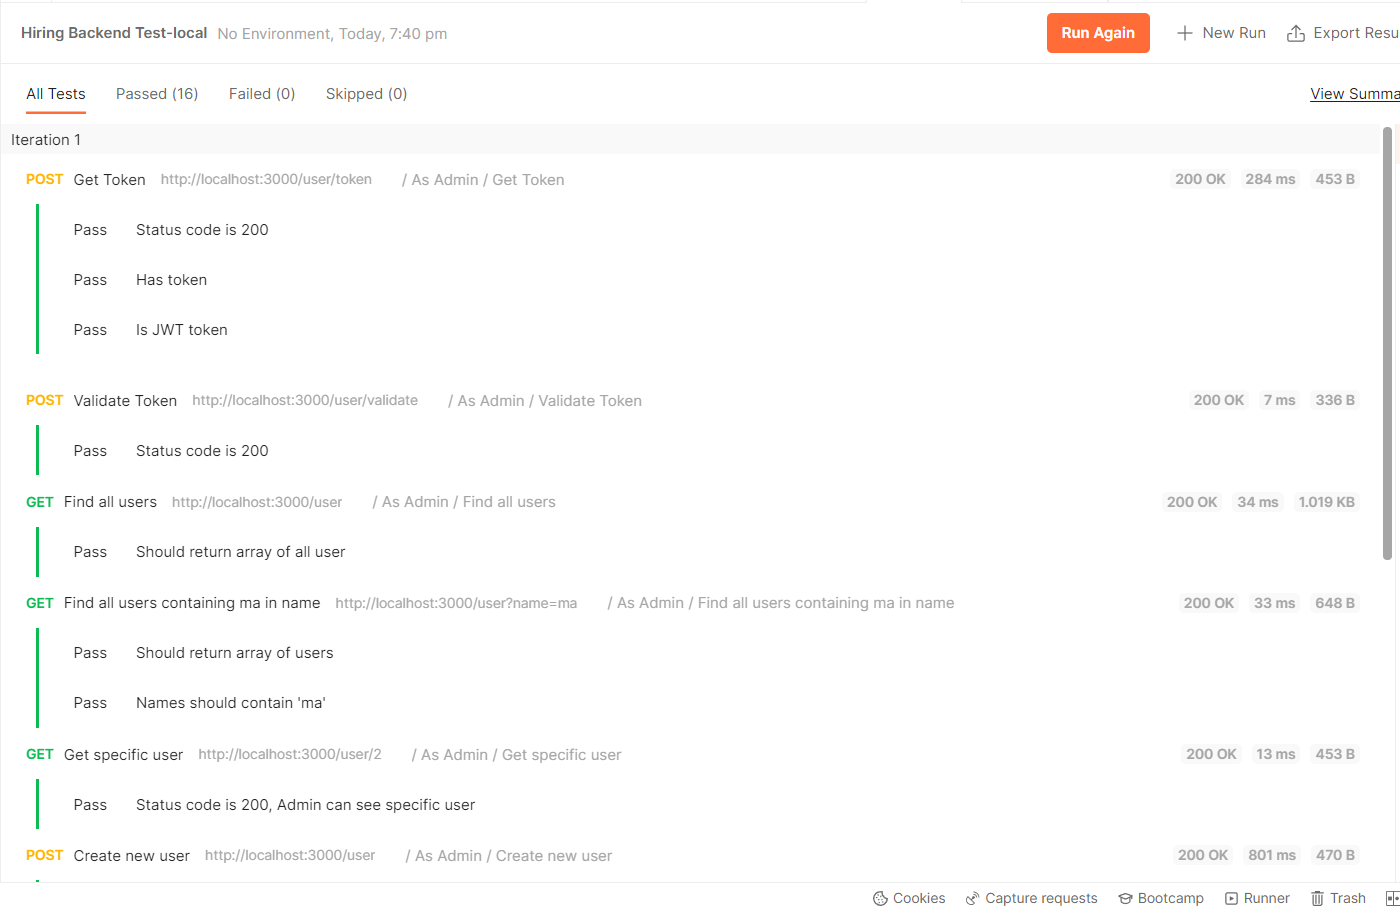 Hiring Backend Test-local No Environment, Today, 7:40 pm Run Again New Run Export Resu
All Tests Passed (16) Failed (0) Skipped (0) View Summa
Iteration 1
POST Get Token http://localhost:3000/user/token / As Admin / Get Token 200 OK 284 ms 453 B
Pass Status code is 200
Pass Has token
Pass Is JWT token
POST Validate Token http://localhost:3000/user/validate / As Admin / Validate Token 200 OK 7 ms 336 B
Pass Status code is 200
GET Find all users http://localhost:3000/user / As Admin / Find all users 200 OK 34 ms 1.019 KB
Pass Should return array of all user
GET Find all users containing ma in name http://localhost:3000/user?name=ma / As Admin / Find all users containing ma in name 200 OK 33 ms 648 B
Pass Should return array of users
Pass Names should contain 'ma'
GET Get specific user http://localhost:3000/user/2 / As Admin / Get specific user 200 OK 13 ms 453 B
Pass Status code is 200, Admin can see specific user
POST Create new user http://localhost:3000/user / As Admin / Create new user 200 OK 801 ms 470 B
Cookies Capture requests Bootcamp Runner Trash